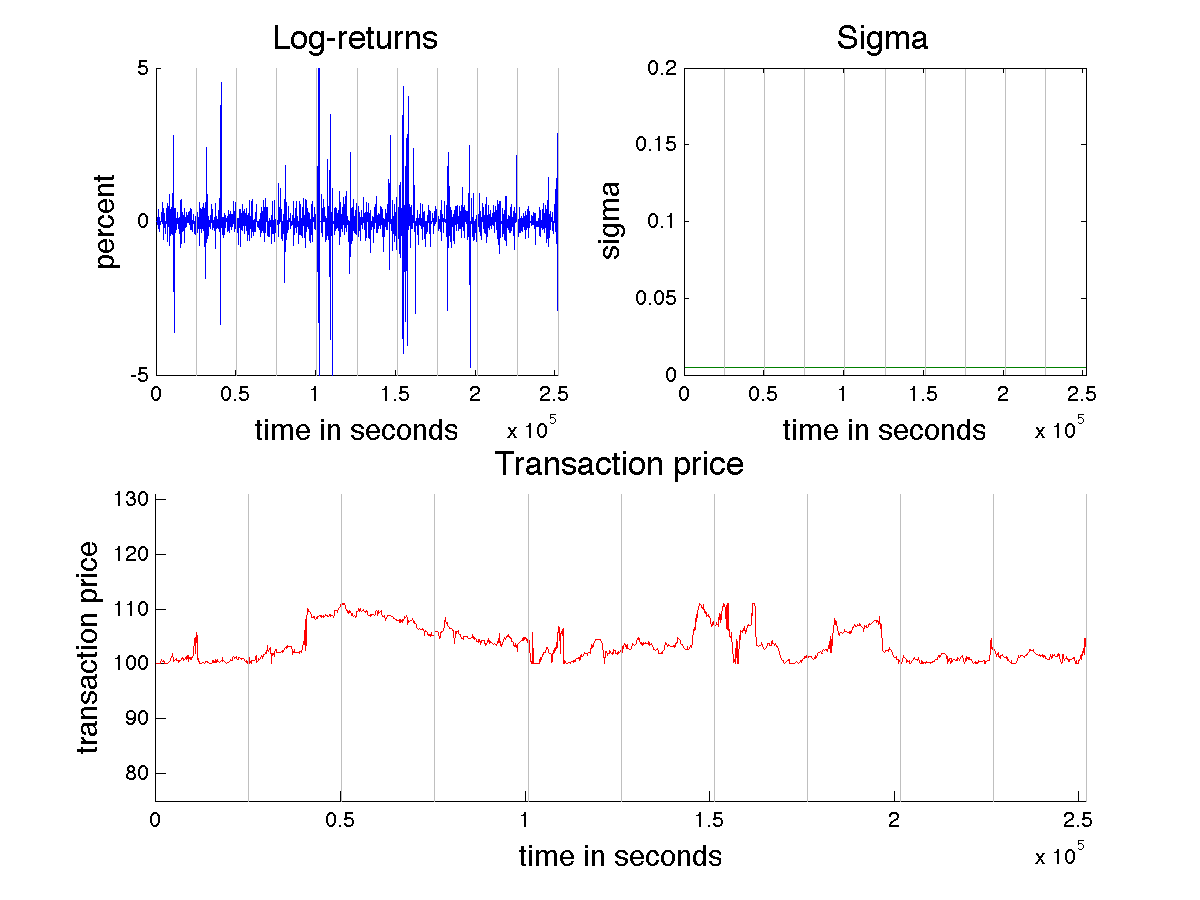 Log-returns
5
0
-5
percent
0 0.5 1 1.5 2 2.5
x 10^5
time in seconds
Sigma
0.2
0.15
0.1
0.05
0
sigma
0 0.5 1 1.5 2 2.5
x 10^5
time in seconds
Transaction price
130
120
110
100
90
80
transaction price
0 0.5 1 1.5 2 2.5
x 10^5
time in seconds